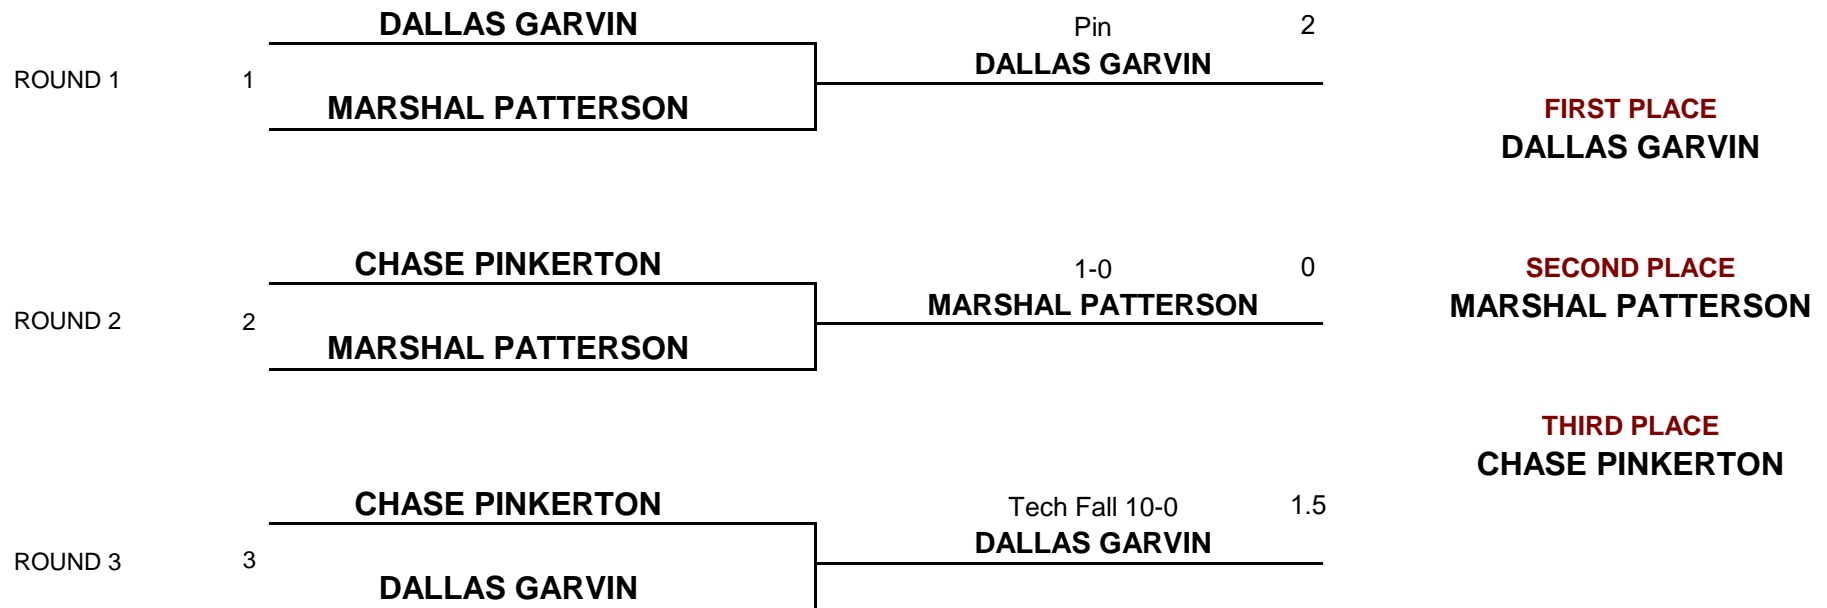 DALLAS GARVIN
Pin 2
DALLAS GARVIN
ROUND 1 1
MARSHAL PATTERSON
FIRST PLACE
DALLAS GARVIN
CHASE PINKERTON
1-0 0
SECOND PLACE
MARSHAL PATTERSON
MARSHAL PATTERSON
ROUND 2 2
MARSHAL PATTERSON
THIRD PLACE
CHASE PINKERTON
CHASE PINKERTON
Tech Fall 10-0 1.5
DALLAS GARVIN
ROUND 3 3
DALLAS GARVIN